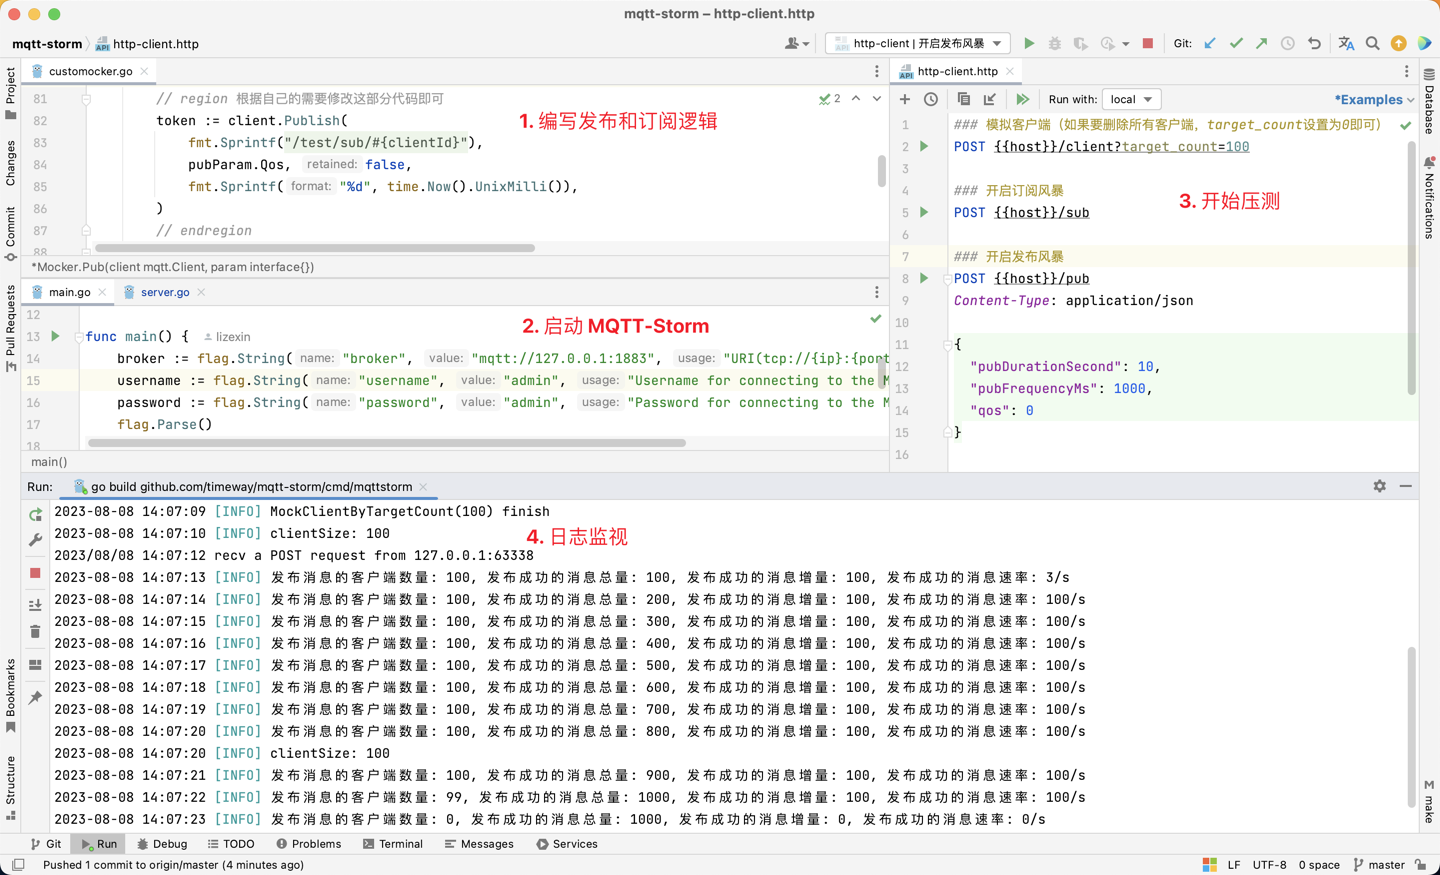 mqtt-storm – http-client.http
mqtt-storm
http-client.http
http-client | 开启发布风暴
Git:
Project
Changes
Commit
Pull Requests
Bookmarks
Structure
customocker.go
81 // region 根据自己的需要修改这部分代码即可
2
1. 编写发布和订阅逻辑
82 token := client.Publish(
83 fmt.Sprintf("/test/sub/#{clientId}"),
84 pubParam.Qos, retained: false,
85 fmt.Sprintf( format: "%d", time.Now().UnixMilli()),
86 )
87 // endregion
88
*Mocker.Pub(client mqtt.Client, param interface{})
main.go
server.go
12
2. 启动 MQTT-Storm
13 func main() { lizexin
14 broker := flag.String( name: "broker", value: "mqtt://127.0.0.1:1883", usage: "URI(tcp://{ip}:{port
15 username := flag.String( name: "username", value: "admin", usage: "Username for connecting to the M
16 password := flag.String( name: "password", value: "admin", usage: "Password for connecting to the M
17 flag.Parse()
18
main()
http-client.http
API
Run with: local
*Examples
1 ### 模拟客户端（如果要删除所有客户端，target_count设置为0即可）
2 POST {{host}}/client?target_count=100
3
4 ### 开启订阅风暴
3. 开始压测
5 POST {{host}}/sub
6
7 ### 开启发布风暴
8 POST {{host}}/pub
9 Content-Type: application/json
10
11 {
12 "pubDurationSecond": 10,
13 "pubFrequencyMs": 1000,
14 "qos": 0
15 }
16
Database
Notifications
M make
Run: go build github.com/timeway/mqtt-storm/cmd/mqttstorm
2023-08-08 14:07:09 [INFO] MockClientByTargetCount(100) finish
2023-08-08 14:07:10 [INFO] clientSize: 100
4. 日志监视
2023/08/08 14:07:12 recv a POST request from 127.0.0.1:63338
2023-08-08 14:07:13 [INFO] 发布消息的客户端数量: 100, 发布成功的消息总量: 100, 发布成功的消息增量: 100, 发布成功的消息速率: 3/s
2023-08-08 14:07:14 [INFO] 发布消息的客户端数量: 100, 发布成功的消息总量: 200, 发布成功的消息增量: 100, 发布成功的消息速率: 100/s
2023-08-08 14:07:15 [INFO] 发布消息的客户端数量: 100, 发布成功的消息总量: 300, 发布成功的消息增量: 100, 发布成功的消息速率: 100/s
2023-08-08 14:07:16 [INFO] 发布消息的客户端数量: 100, 发布成功的消息总量: 400, 发布成功的消息增量: 100, 发布成功的消息速率: 100/s
2023-08-08 14:07:17 [INFO] 发布消息的客户端数量: 100, 发布成功的消息总量: 500, 发布成功的消息增量: 100, 发布成功的消息速率: 100/s
2023-08-08 14:07:18 [INFO] 发布消息的客户端数量: 100, 发布成功的消息总量: 600, 发布成功的消息增量: 100, 发布成功的消息速率: 100/s
2023-08-08 14:07:19 [INFO] 发布消息的客户端数量: 100, 发布成功的消息总量: 700, 发布成功的消息增量: 100, 发布成功的消息速率: 100/s
2023-08-08 14:07:20 [INFO] 发布消息的客户端数量: 100, 发布成功的消息总量: 800, 发布成功的消息增量: 100, 发布成功的消息速率: 100/s
2023-08-08 14:07:20 [INFO] clientSize: 100
2023-08-08 14:07:21 [INFO] 发布消息的客户端数量: 100, 发布成功的消息总量: 900, 发布成功的消息增量: 100, 发布成功的消息速率: 100/s
2023-08-08 14:07:22 [INFO] 发布消息的客户端数量: 99, 发布成功的消息总量: 1000, 发布成功的消息增量: 100, 发布成功的消息速率: 100/s
2023-08-08 14:07:23 [INFO] 发布消息的客户端数量: 0, 发布成功的消息总量: 1000, 发布成功的消息增量: 0, 发布成功的消息速率: 0/s
Git Run Debug TODO Problems Terminal Messages Services
Pushed 1 commit to origin/master (4 minutes ago)
LF UTF-8 0 space master